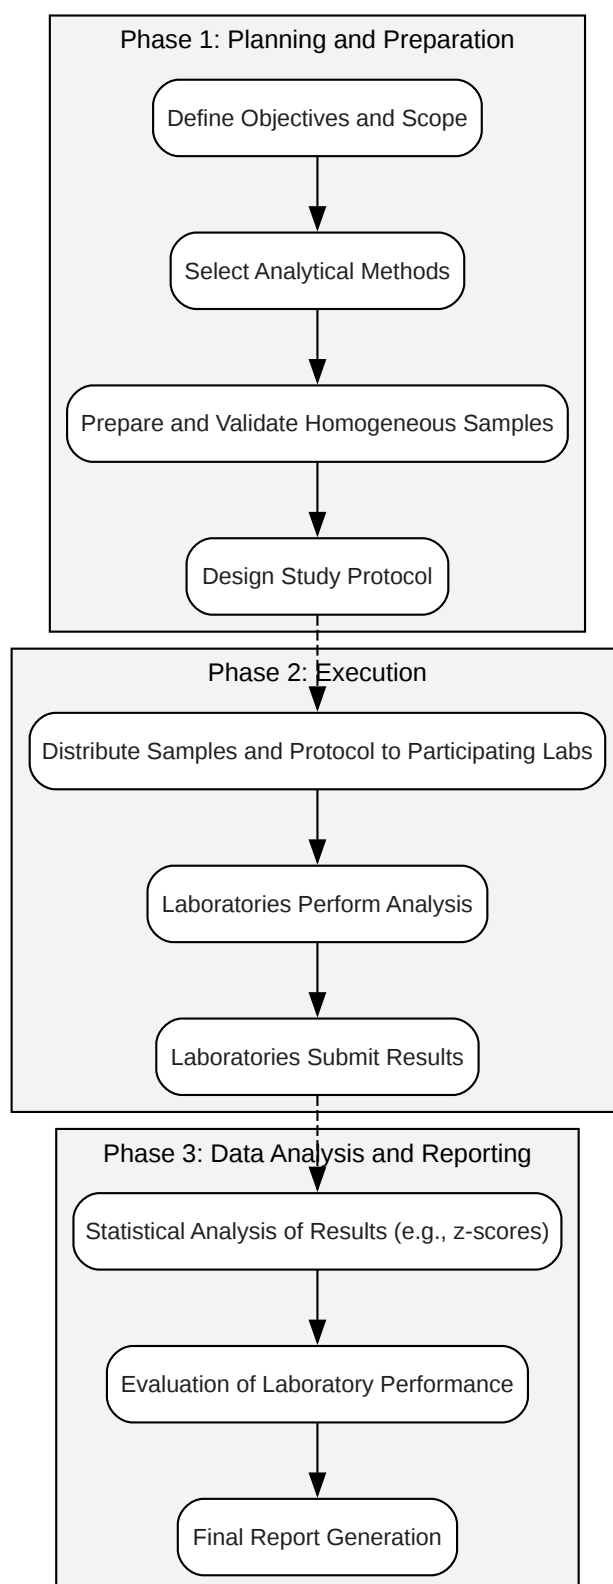 Phase 1: Planning and Preparation
Define Objectives and Scope
Select Analytical Methods
Prepare and Validate Homogeneous Samples
Design Study Protocol
Phase 2: Execution
Distribute Samples and Protocol to Participating Labs
Laboratories Perform Analysis
Laboratories Submit Results
Phase 3: Data Analysis and Reporting
Statistical Analysis of Results (e.g., z-scores)
Evaluation of Laboratory Performance
Final Report Generation